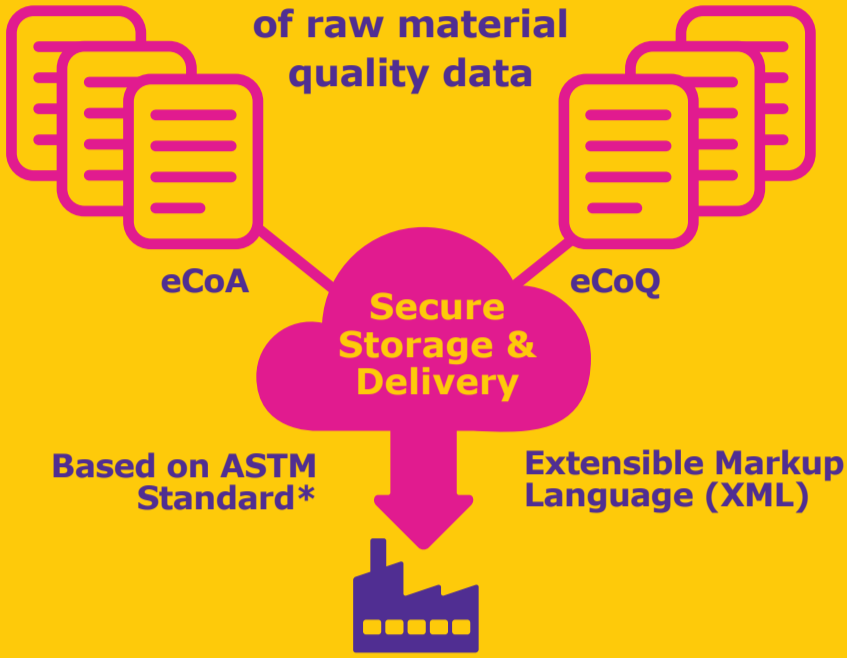 of raw material
quality data
eCoA
eCoQ
Secure
Storage &
Delivery
Based on ASTM
Standard*
Extensible Markup
Language (XML)